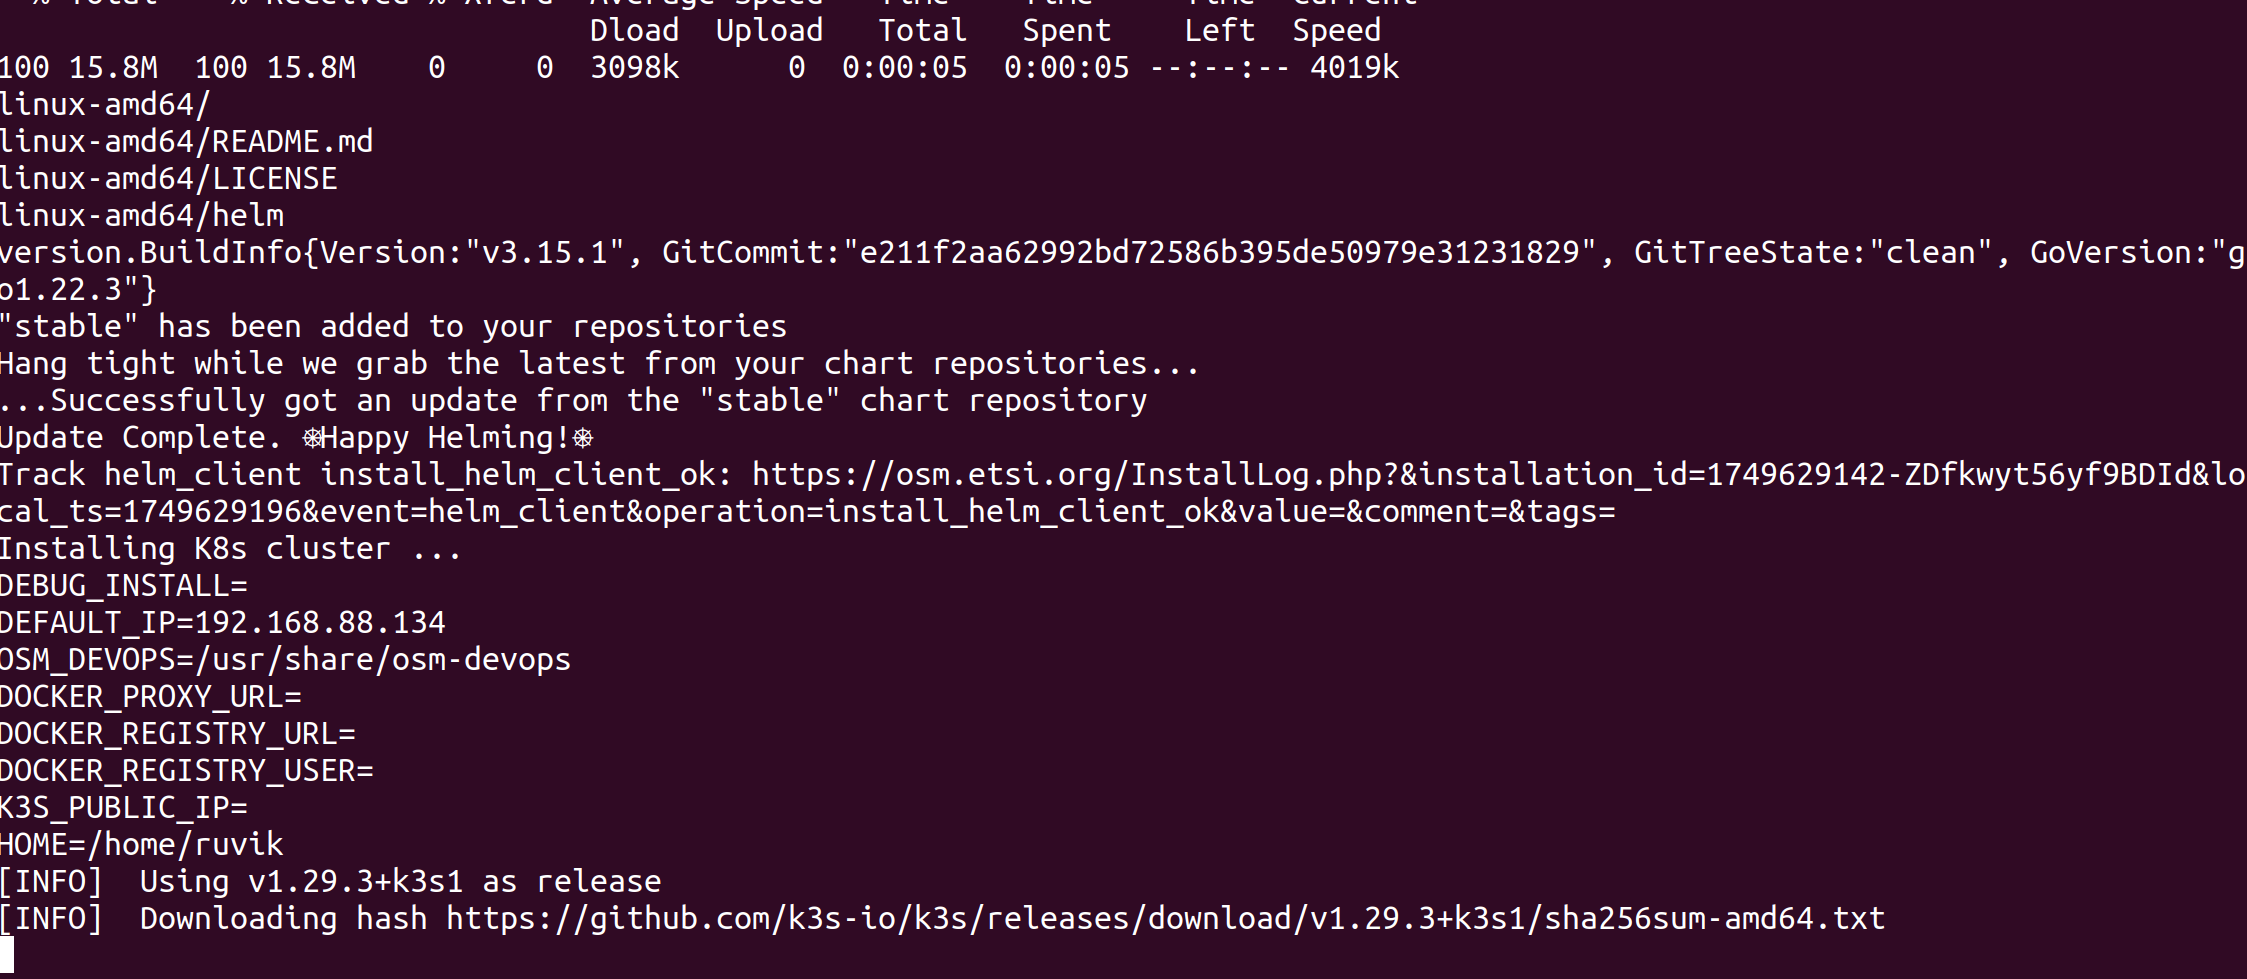 Dload  Upload   Total   Spent    Left  Speed
100 15.8M  100 15.8M    0     0  3098k      0  0:00:05  0:00:05 --:--:-- 4019k
linux-amd64/
linux-amd64/README.md
linux-amd64/LICENSE
linux-amd64/helm
version.BuildInfo{Version:"v3.15.1", GitCommit:"e211f2aa62992bd72586b395de50979e31231829", GitTreeState:"clean", GoVersion:"g
o1.22.3"}
"stable" has been added to your repositories
Hang tight while we grab the latest from your chart repositories...
...Successfully got an update from the "stable" chart repository
Update Complete. ⎈Happy Helming!⎈
Track helm_client install_helm_client_ok: https://osm.etsi.org/InstallLog.php?&installation_id=1749629142-ZDfkwyt56yf9BDId&lo
cal_ts=1749629196&event=helm_client&operation=install_helm_client_ok&value=&comment=&tags=
Installing K8s cluster ...
DEBUG_INSTALL=
DEFAULT_IP=192.168.88.134
OSM_DEVOPS=/usr/share/osm-devops
DOCKER_PROXY_URL=
DOCKER_REGISTRY_URL=
DOCKER_REGISTRY_USER=
K3S_PUBLIC_IP=
HOME=/home/ruvik
[INFO]  Using v1.29.3+k3s1 as release
[INFO]  Downloading hash https://github.com/k3s-io/k3s/releases/download/v1.29.3+k3s1/sha256sum-amd64.txt